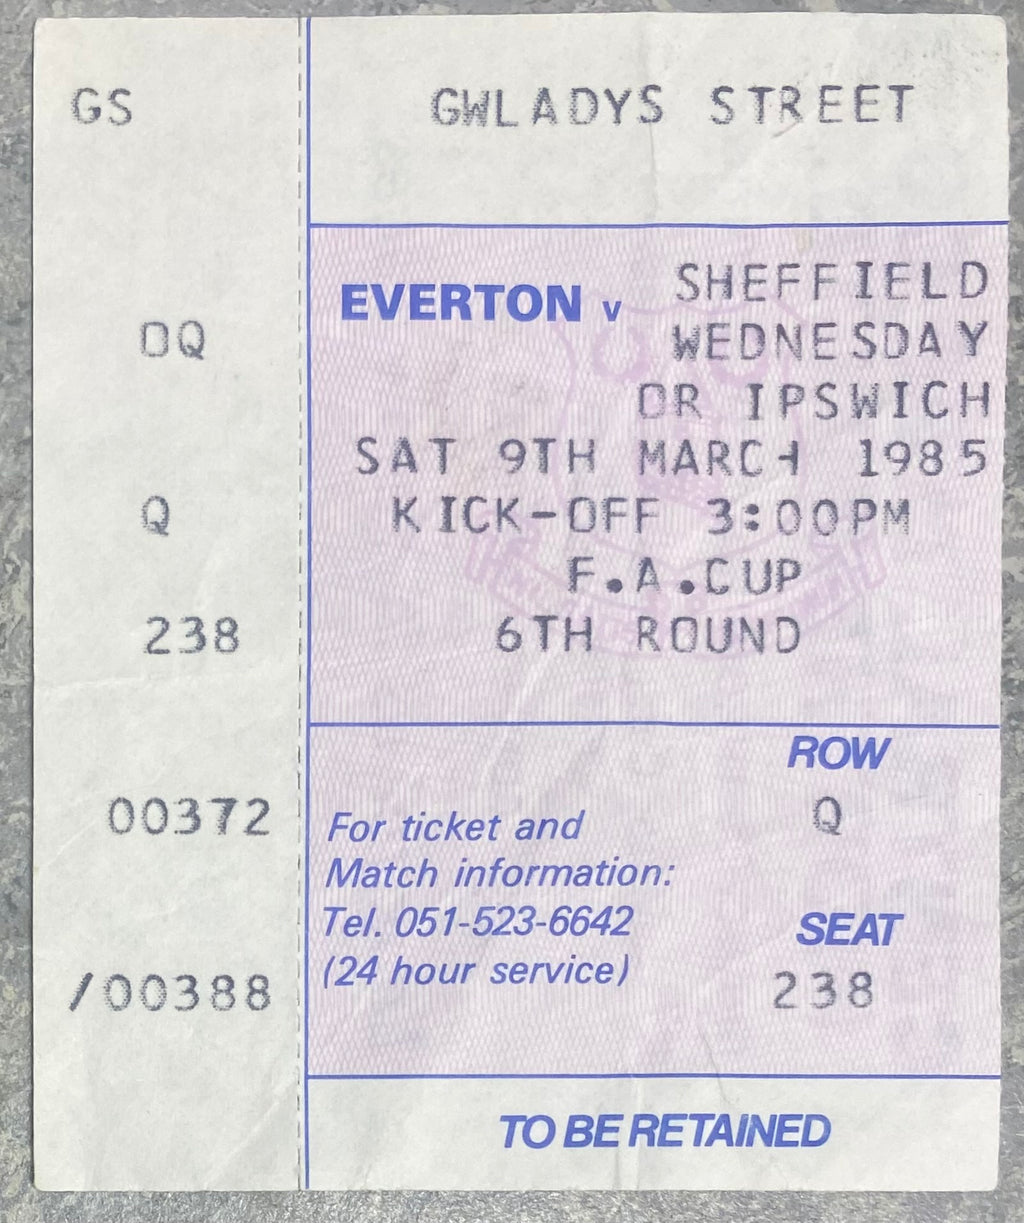 GS
DQ
Q
238
00372
/00388
GWLADYS STREET
EVERTON v SHEFFIELD
WEDNESDAY
OR IPSWICH
SAT 9TH MARCH 1985
KICK-OFF 3:00PM
F.A.CUP
6TH ROUND
ROW
Q
For ticket and
Match information:
Tel. 051-523-6642
(24 hour service)
SEAT
238
TO BE RETAINED